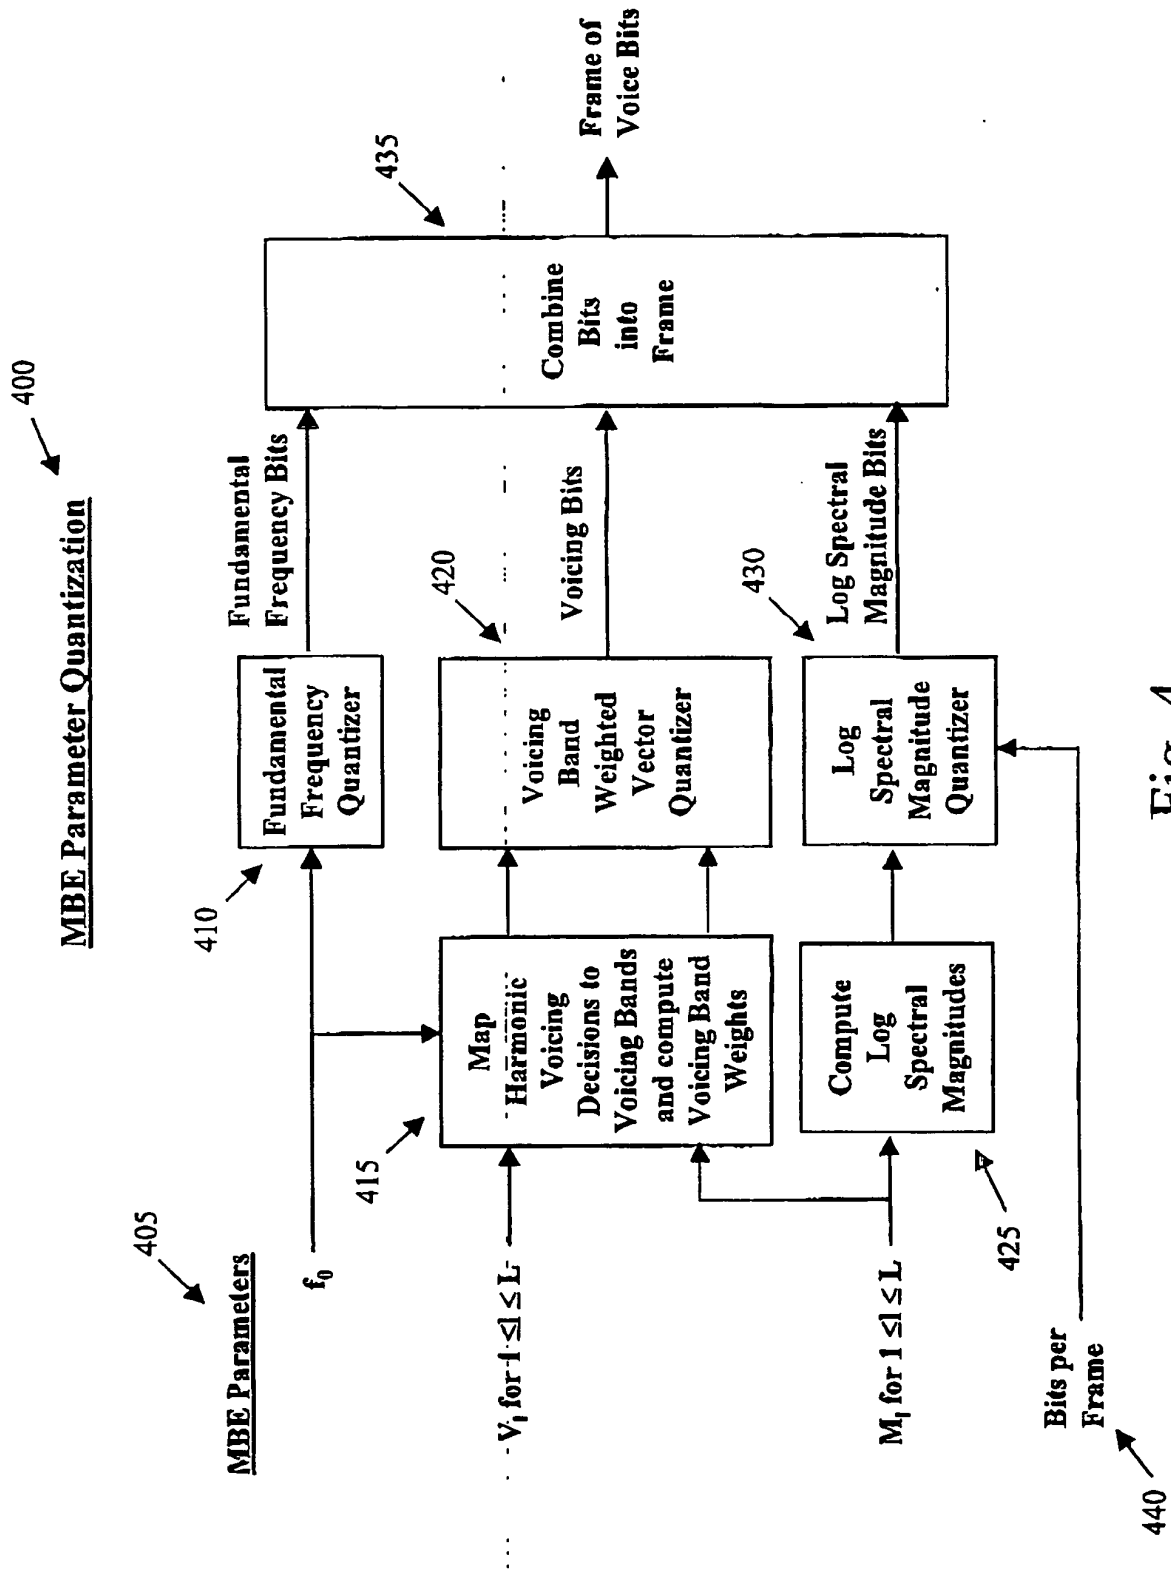 MBE Parameter Quantization
400
MBE Parameters
405
f₀
410
Fundamental
Frequency
Quantizer
Fundamental
Frequency Bits
V_l for 1 ≤ l ≤ L
415
Map
Harmonic
Voicing
Decisions to
Voicing Bands
and compute
Voicing Band
Weights
420
Voicing
Band
Weighted
Vector
Quantizer
Voicing Bits
M_l for 1 ≤ l ≤ L
425
Compute
Log
Spectral
Magnitudes
430
Log
Spectral
Magnitude
Quantizer
Log Spectral
Magnitude Bits
435
Combine
Bits
into
Frame
Frame of
Voice Bits
Bits per
Frame
440
Fig. 4